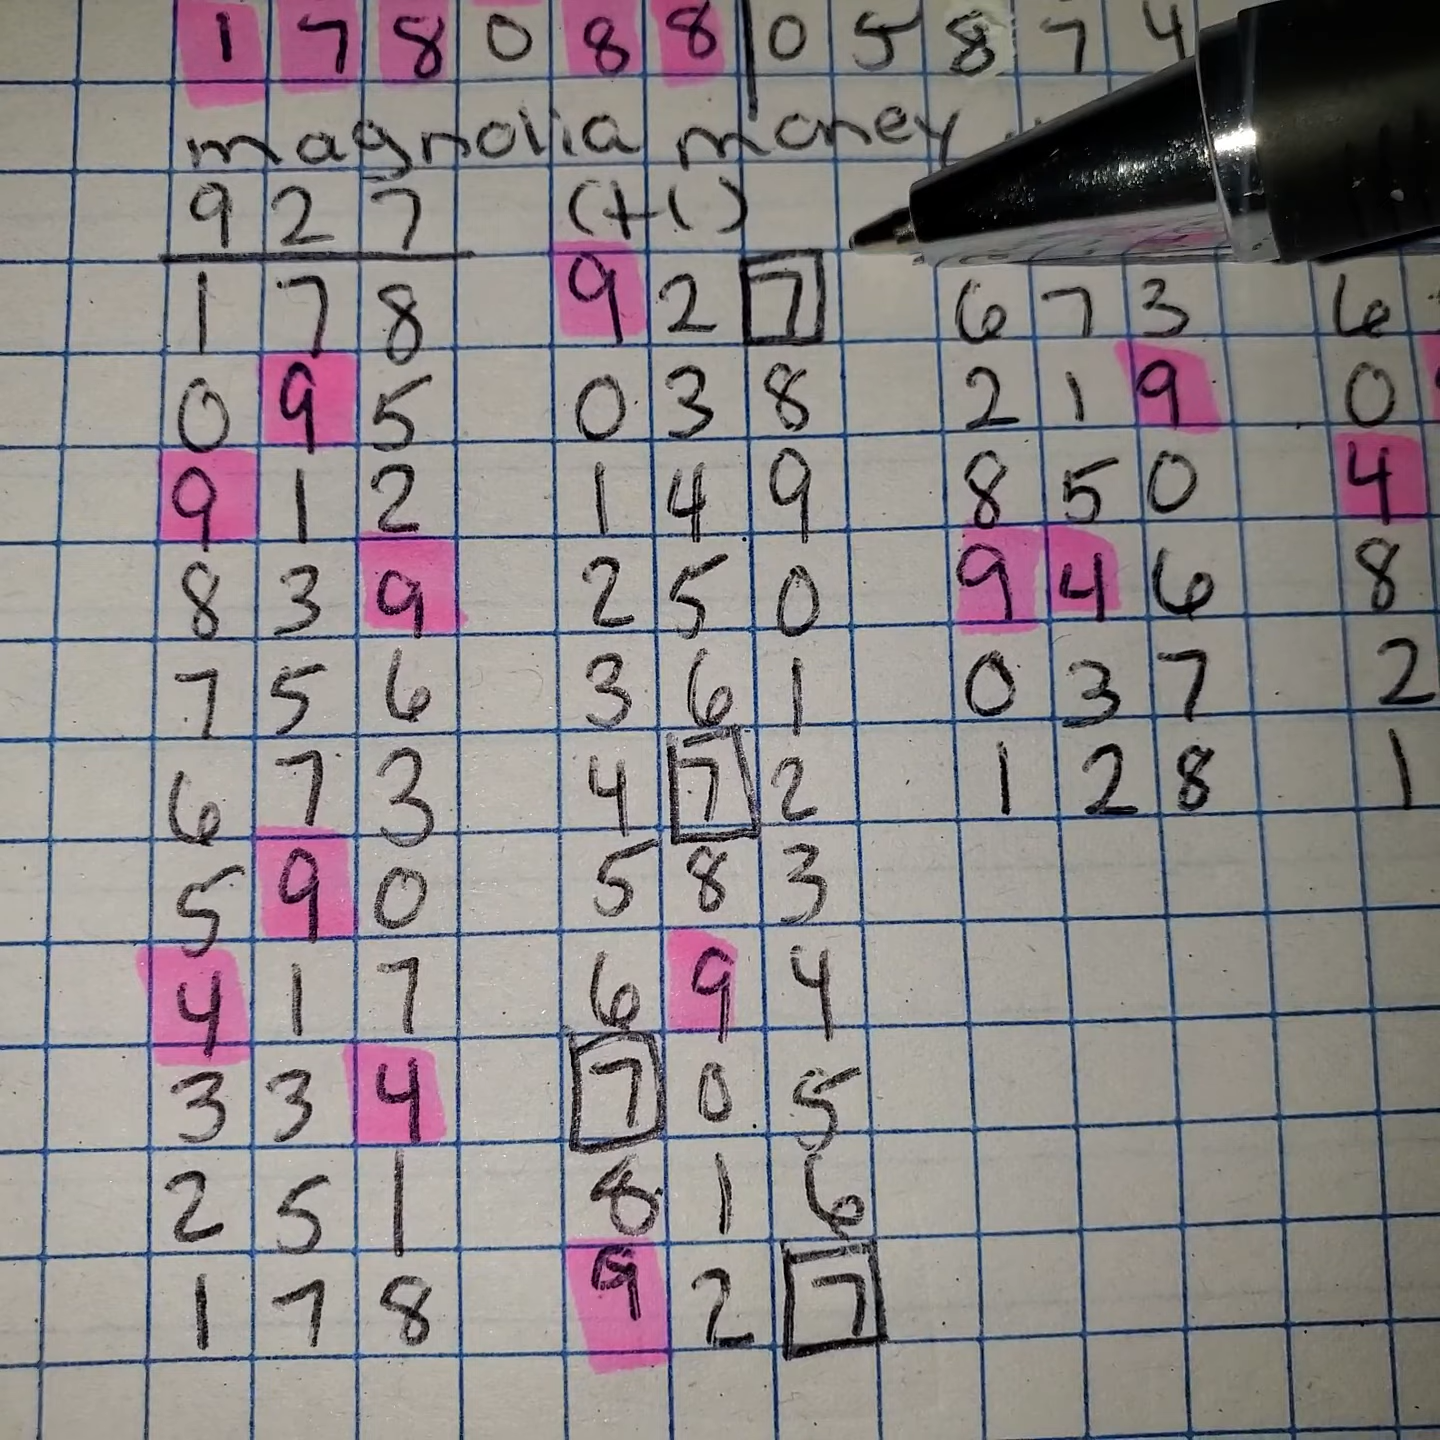 1 7 8 0 8 8 0 5 8 7 4
magnolia money
9 2 7 (+1)
1 7 8 9 2 7 6 7 3 6
0 9 5 0 3 8 2 1 9 0
9 1 2 1 4 9 8 5 0 4
8 3 9 2 5 0 9 4 6 8
7 5 6 3 6 1 0 3 7 2
6 7 3 4 7 2 1 2 8 1
5 9 0 5 8 3
4 1 7 6 9 4
3 3 4 7 0 5
2 5 1 8 1 6
1 7 8 9 2 7